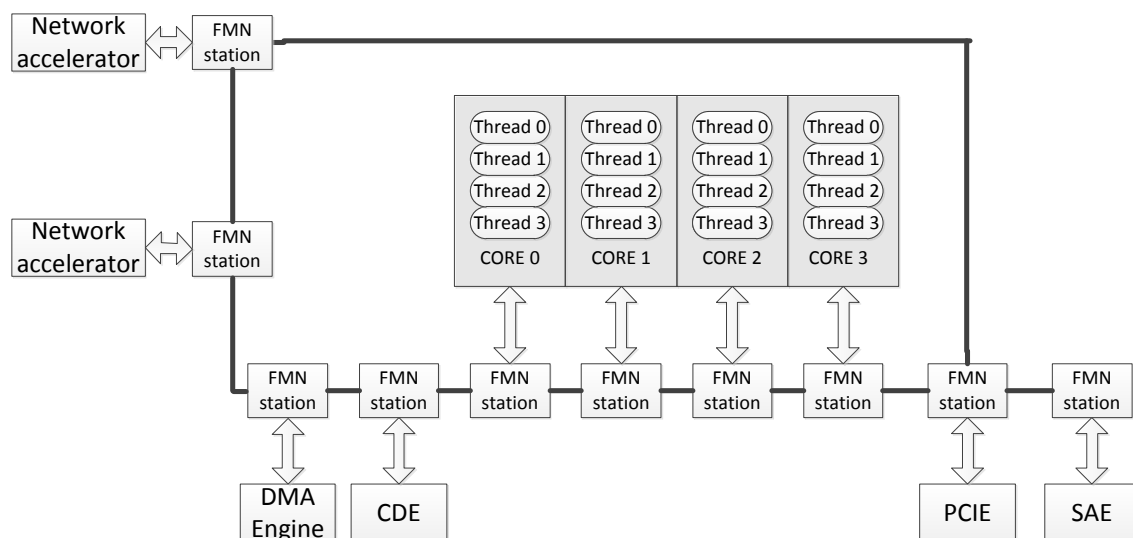 Network
accelerator
FMN
station
Thread 0
Thread 1
Thread 2
Thread 3
CORE 0
Thread 0
Thread 1
Thread 2
Thread 3
CORE 1
Thread 0
Thread 1
Thread 2
Thread 3
CORE 2
Thread 0
Thread 1
Thread 2
Thread 3
CORE 3
Network
accelerator
FMN
station
FMN
station
FMN
station
FMN
station
FMN
station
FMN
station
FMN
station
FMN
station
FMN
station
DMA
Engine
CDE
PCIE
SAE